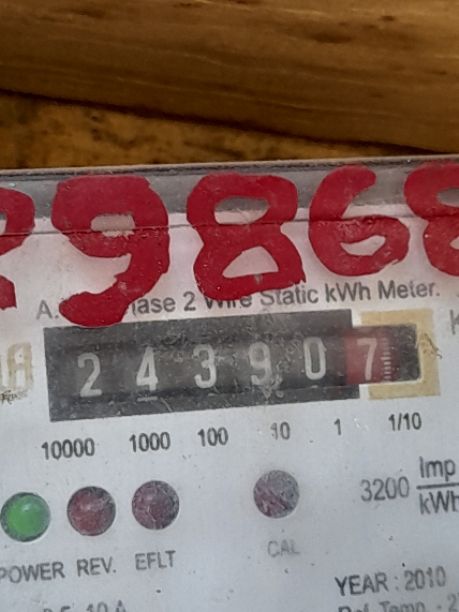 9868
A. Phase 2 Wire Static kWh Meter.
243907
10000 1000 100 10 1 1/10
3200 Imp
kWh
POWER REV. EFLT CAL
YEAR : 2010